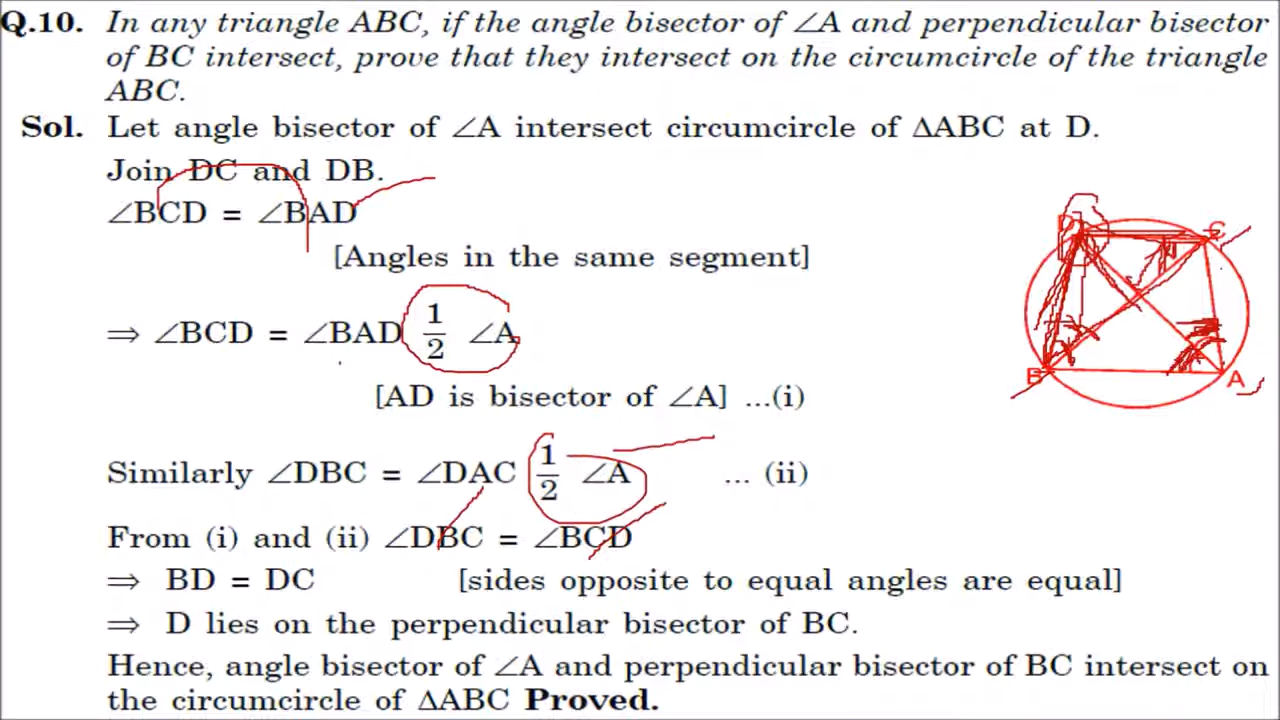 Q.10. In any triangle ABC, if the angle bisector of ∠A and perpendicular bisector
of BC intersect, prove that they intersect on the circumcircle of the triangle
ABC.
Sol. Let angle bisector of ∠A intersect circumcircle of ΔABC at D.
Join DC and DB.
∠BCD = ∠BAD
[Angles in the same segment]
⇒ ∠BCD = ∠BAD 1/2 ∠A
[AD is bisector of ∠A] ...(i)
Similarly ∠DBC = ∠DAC 1/2 ∠A ... (ii)
From (i) and (ii) ∠DBC = ∠BCD
⇒ BD = DC [sides opposite to equal angles are equal]
⇒ D lies on the perpendicular bisector of BC.
Hence, angle bisector of ∠A and perpendicular bisector of BC intersect on
the circumcircle of ΔABC Proved.
D C
B A